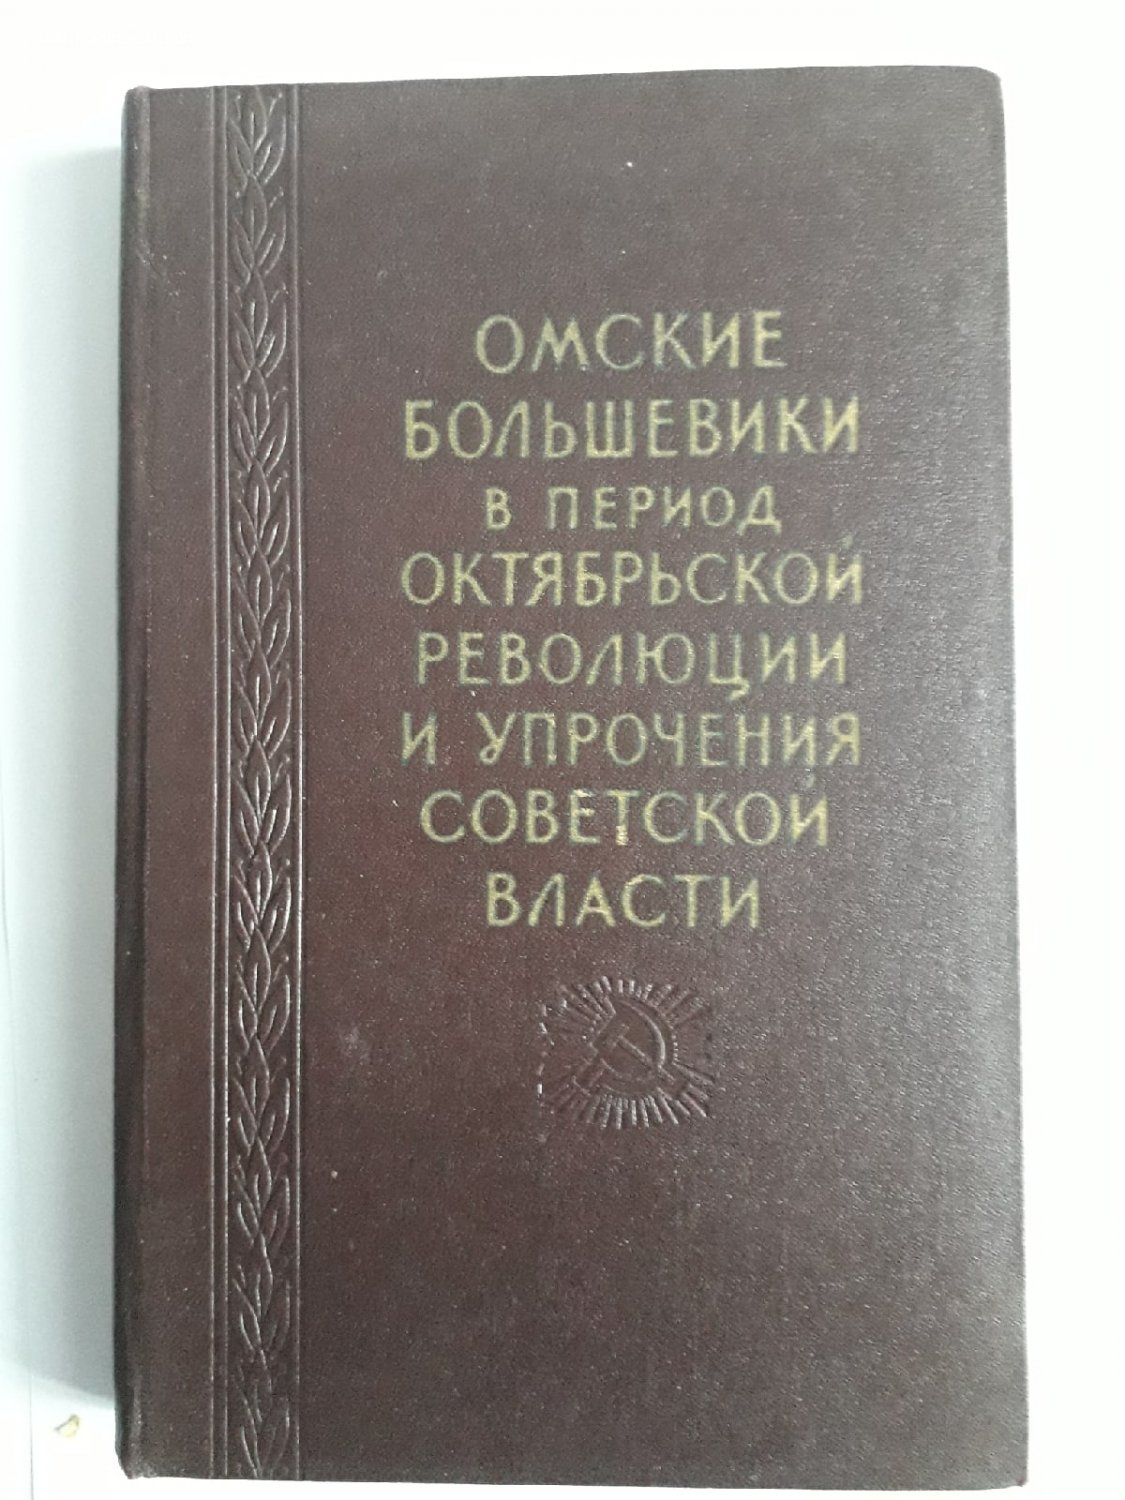 ОМСКИЕ
БОЛЬШЕВИКИ
В ПЕРИОД
ОКТЯБРЬСКОЙ
РЕВОЛЮЦИИ
И УПРОЧЕНИЯ
СОВЕТСКОЙ
ВЛАСТИ